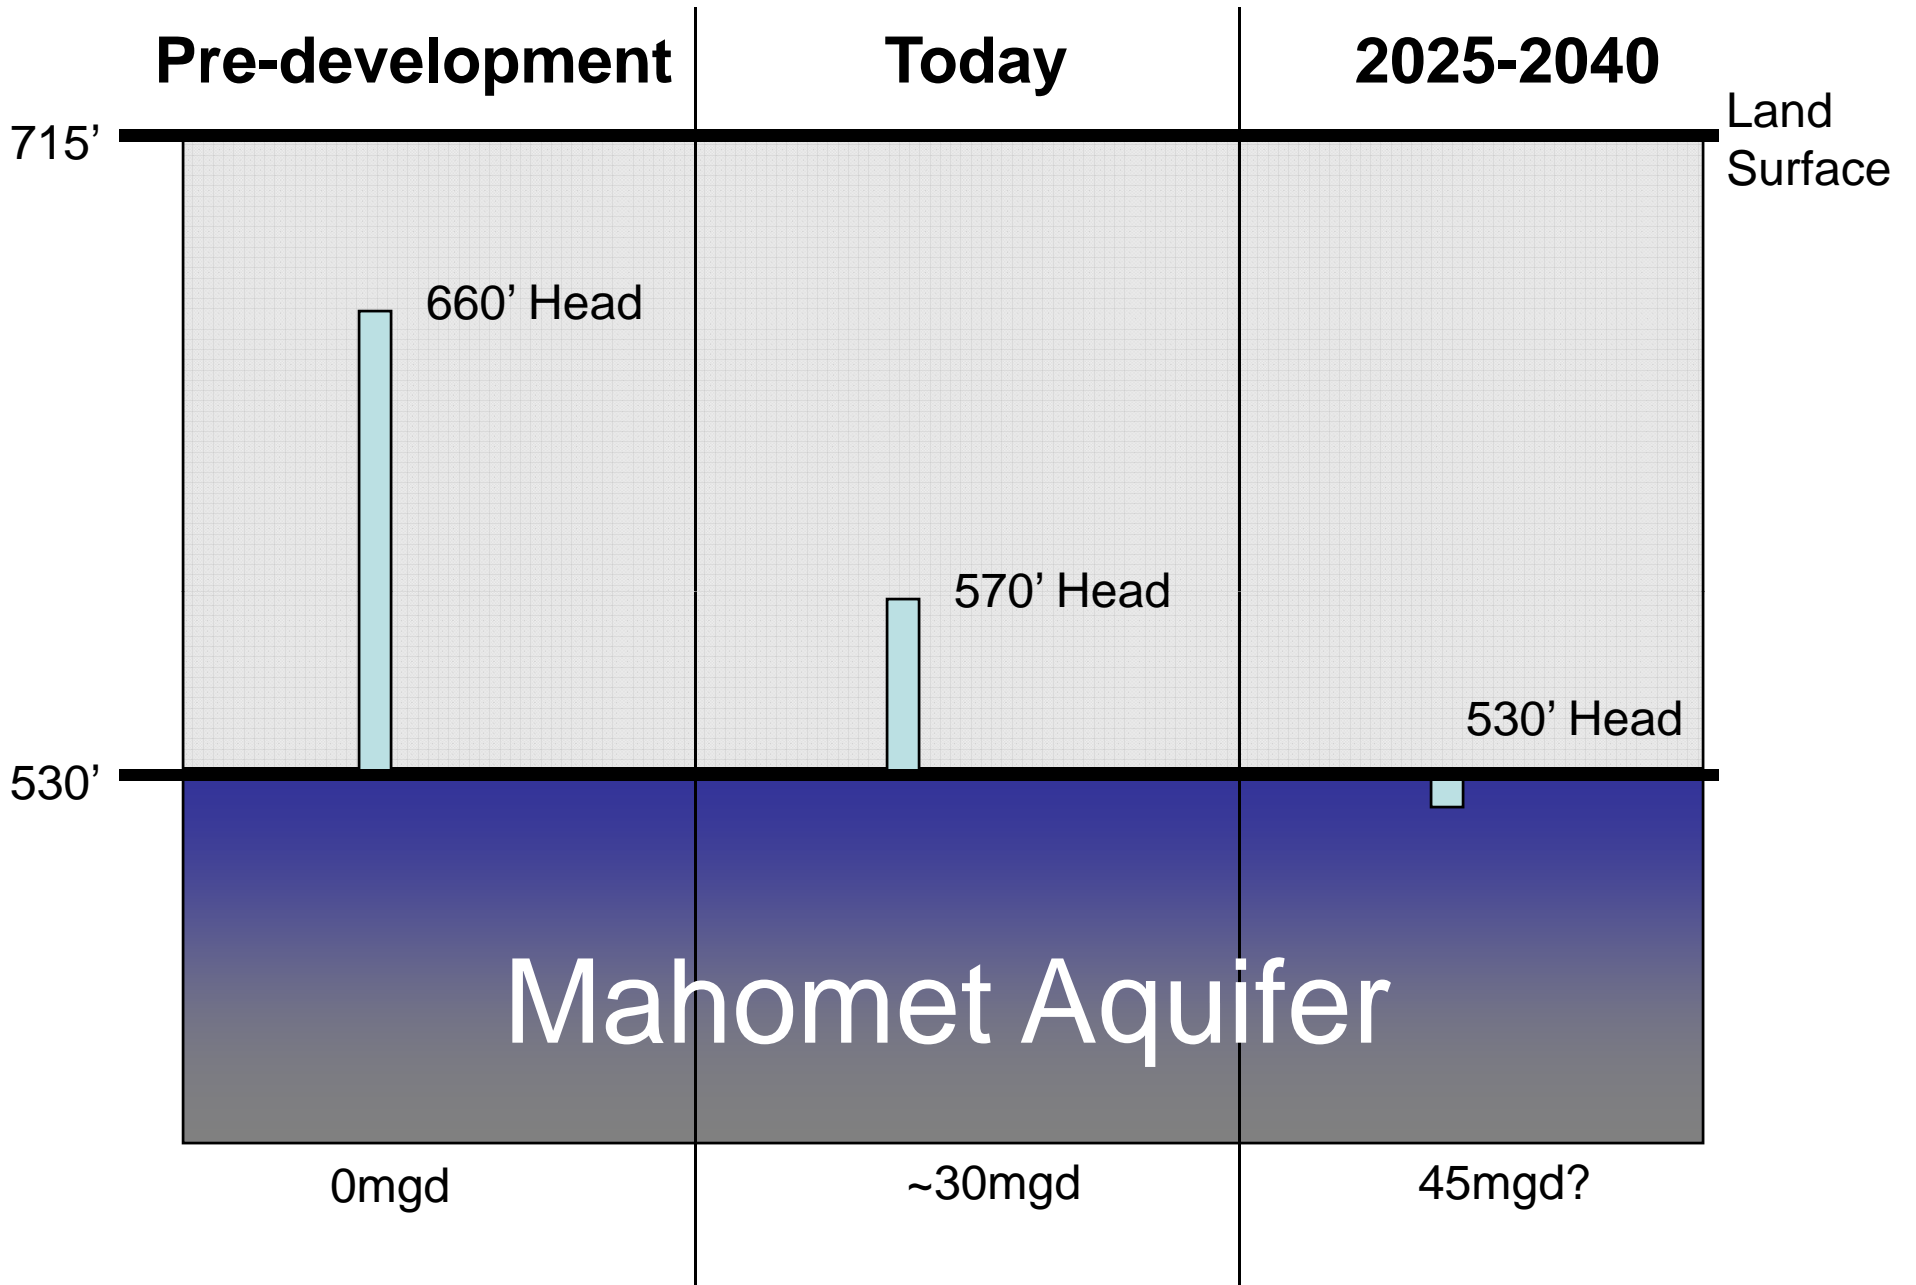 Pre-development
Today
2025-2040
715’
Land
Surface
660’ Head
570’ Head
530’ Head
530’
Mahomet Aquifer
0mgd
~30mgd
45mgd?